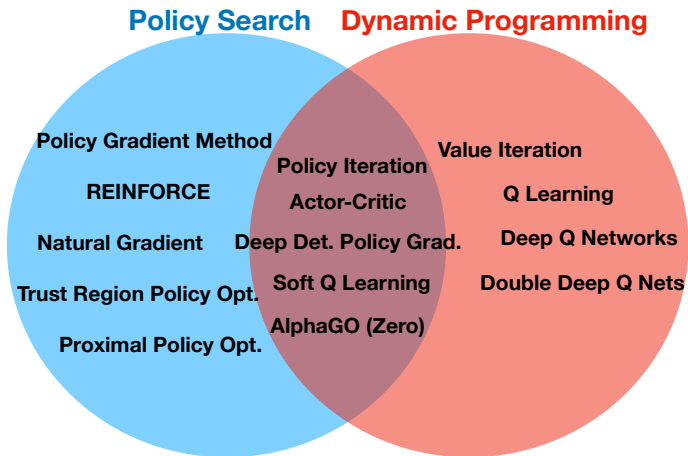 Policy Search
Dynamic Programming
Policy Gradient Method
REINFORCE
Natural Gradient
Trust Region Policy Opt.
Proximal Policy Opt.
Policy Iteration
Actor-Critic
Deep Det. Policy Grad.
Soft Q Learning
AlphaGO (Zero)
Value Iteration
Q Learning
Deep Q Networks
Double Deep Q Nets